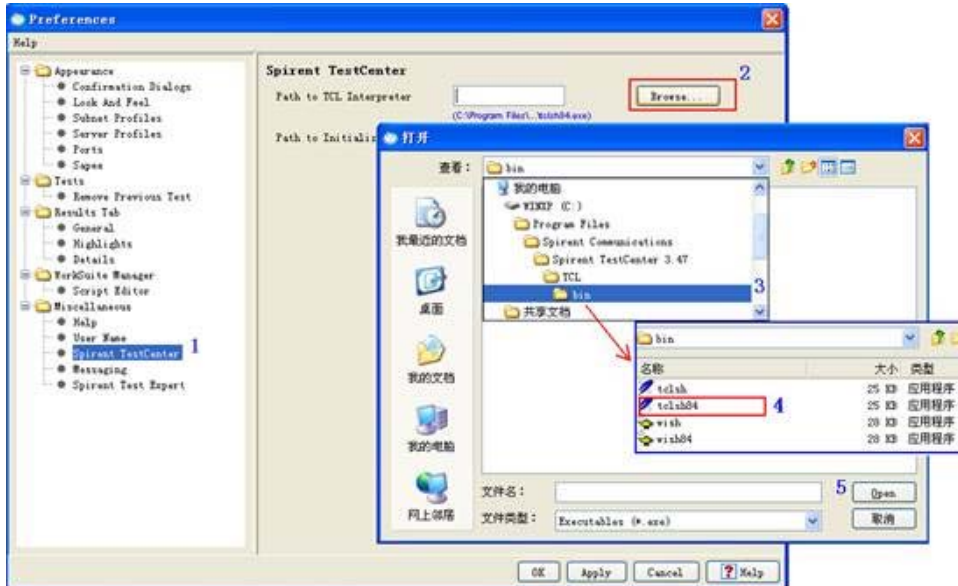 Preferences
Help
Appearance
Confirmation Dialogs
Look And Feel
Subnet Profiles
Server Profiles
Ports
Sapee
Tests
Remove Previous Test
Results Tab
General
Highlights
Details
WorkSuite Manager
Script Editor
Miscellaneous
Help
User Name
Spirent TestCenter 1
Messaging
Spirent Test Expert
Spirent TestCenter
2
Path to TCL Interpreter
Browse...
(C:\Program Files\...\tclsh84.exe)
Path to Initializ
打开
查看：
bin
我的电脑
WINXP (C:)
Program Files
Spirent Communications
Spirent TestCenter 3.47
TCL
bin
3
共享文档
我最近的文档
桌面
我的文档
我的电脑
网上邻居
bin
名称 大小 类型
tclsh 25 KB 应用程序
tclsh84 25 KB 应用程序
4
wish 28 KB 应用程序
wish84 28 KB 应用程序
文件名：
5
Open
文件类型：
Executables (*.exe)
取消
OK
Apply
Cancel
? Help